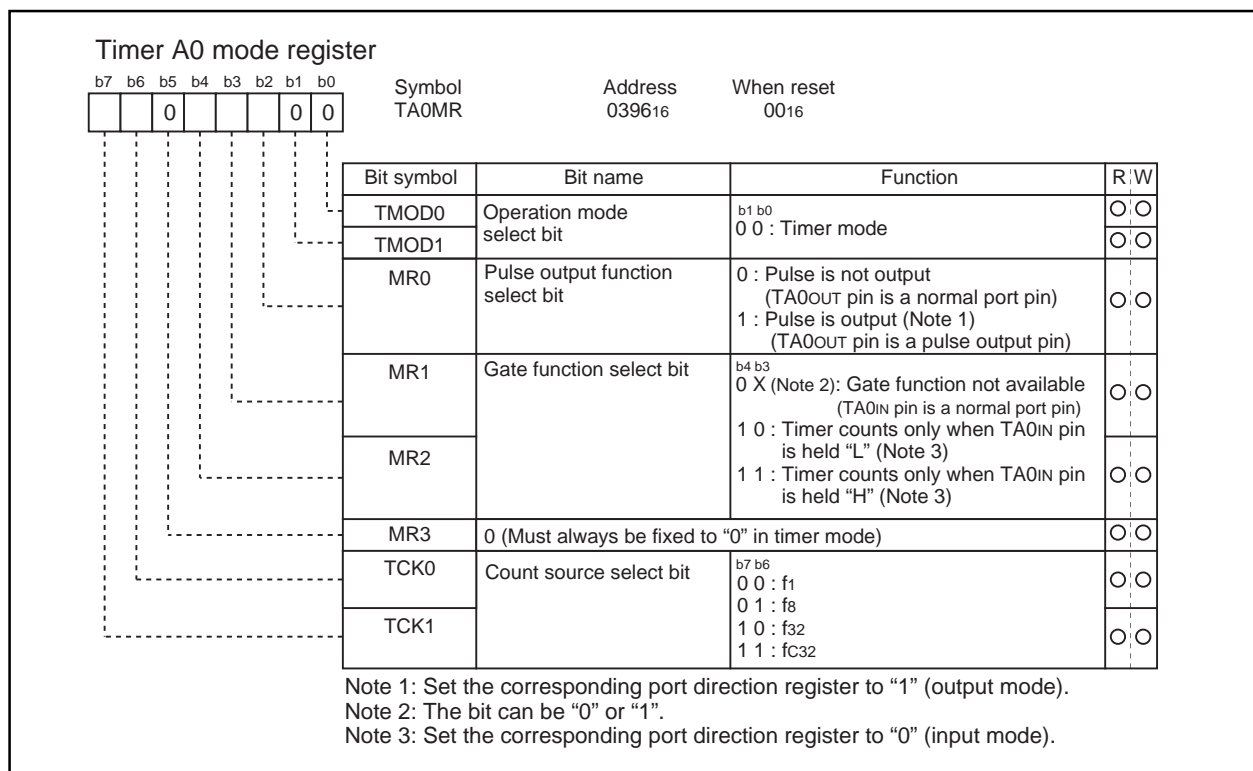 Timer A0 mode register
b7 b6 b5 b4 b3 b2 b1 b0
0 0 0
Symbol Address When reset
TA0MR 039616 0016
Bit symbol Bit name Function R W
TMOD0 Operation mode select bit b1 b0
0 0 : Timer mode
TMOD1
MR0 Pulse output function select bit 0 : Pulse is not output
(TA0OUT pin is a normal port pin)
1 : Pulse is output (Note 1)
(TA0OUT pin is a pulse output pin)
MR1 Gate function select bit b4 b3
0 X (Note 2): Gate function not available
(TA0IN pin is a normal port pin)
1 0 : Timer counts only when TA0IN pin
is held “L” (Note 3)
MR2 1 1 : Timer counts only when TA0IN pin
is held “H” (Note 3)
MR3 0 (Must always be fixed to “0” in timer mode)
TCK0 Count source select bit b7 b6
0 0 : f1
0 1 : f8
TCK1 1 0 : f32
1 1 : fC32
Note 1: Set the corresponding port direction register to “1” (output mode).
Note 2: The bit can be “0” or “1”.
Note 3: Set the corresponding port direction register to “0” (input mode).